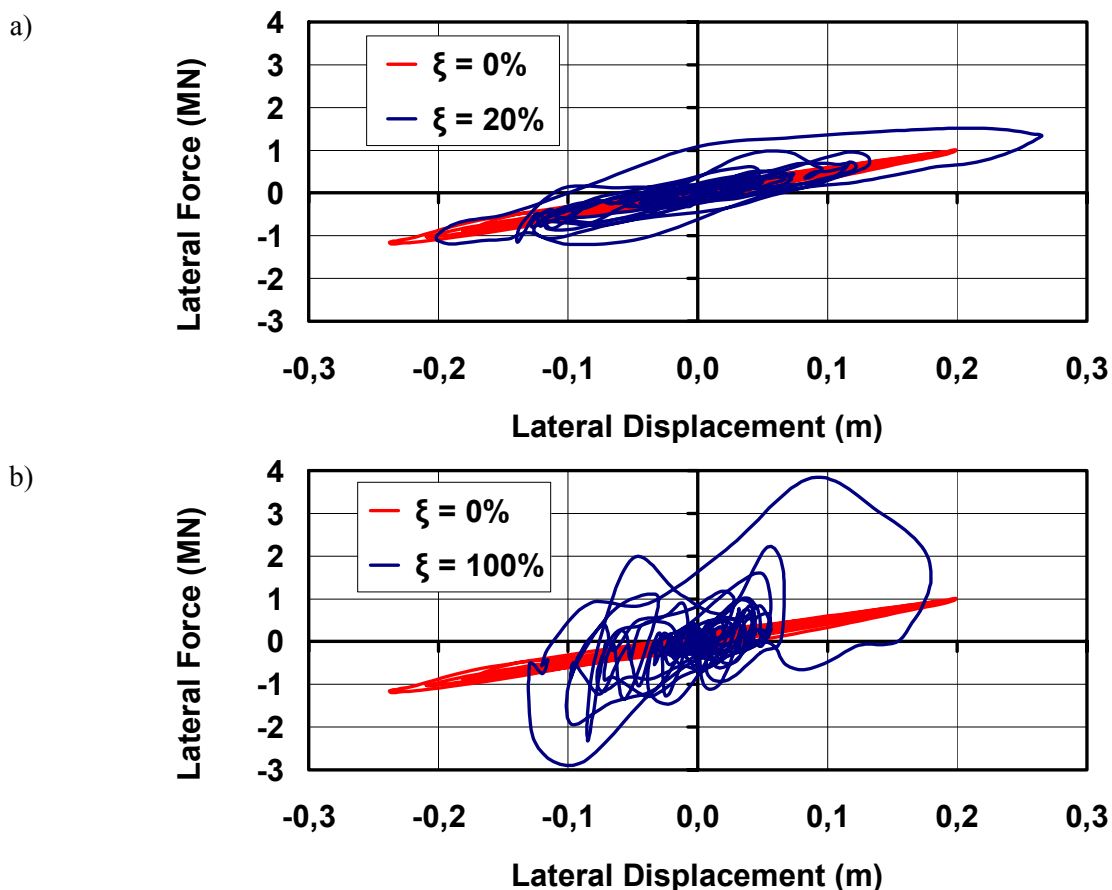 a)
4
3
2
1
0
-1
-2
-3
Lateral Force (MN)
ξ = 0%
ξ = 20%
-0,3 -0,2 -0,1 0,0 0,1 0,2 0,3
Lateral Displacement (m)
b)
4
3
2
1
0
-1
-2
-3
Lateral Force (MN)
ξ = 0%
ξ = 100%
-0,3 -0,2 -0,1 0,0 0,1 0,2 0,3
Lateral Displacement (m)